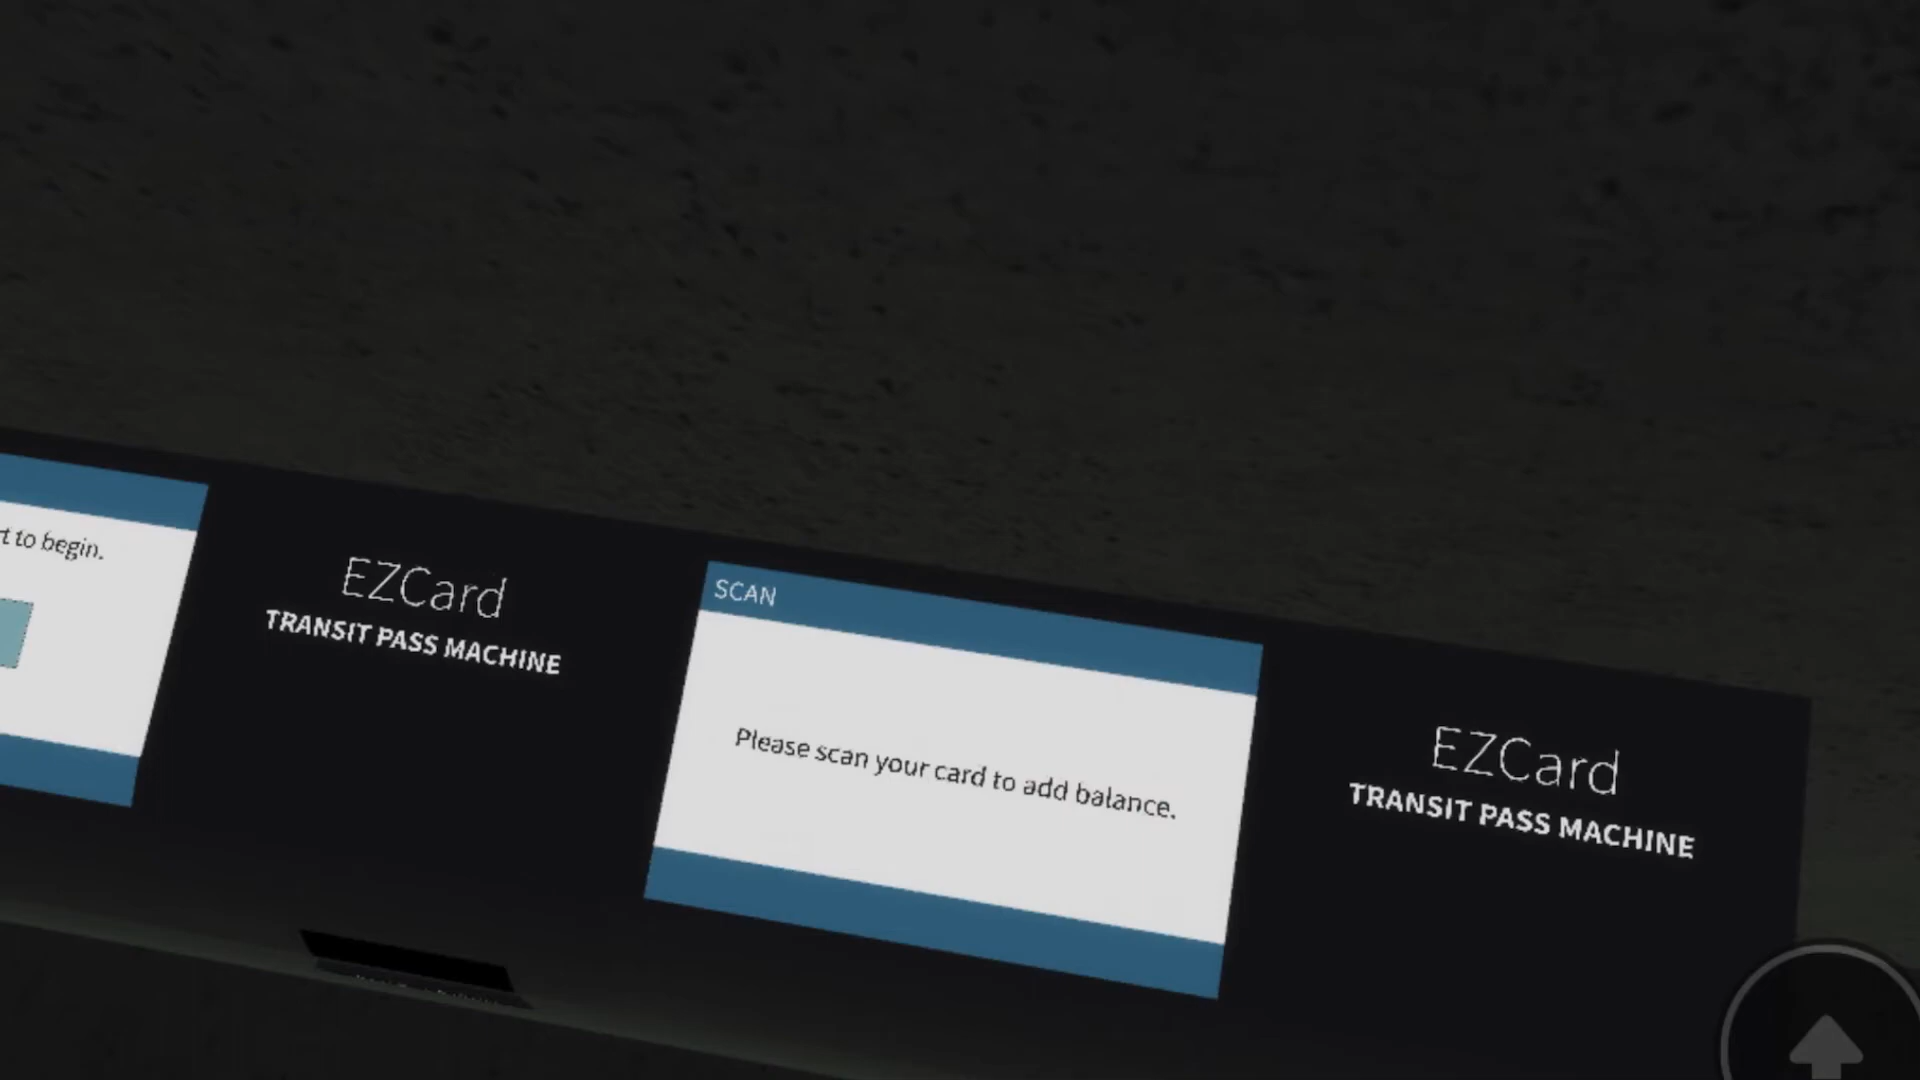 t to begin.
EZCard
TRANSIT PASS MACHINE
SCAN
Please scan your card to add balance.
EZCard
TRANSIT PASS MACHINE